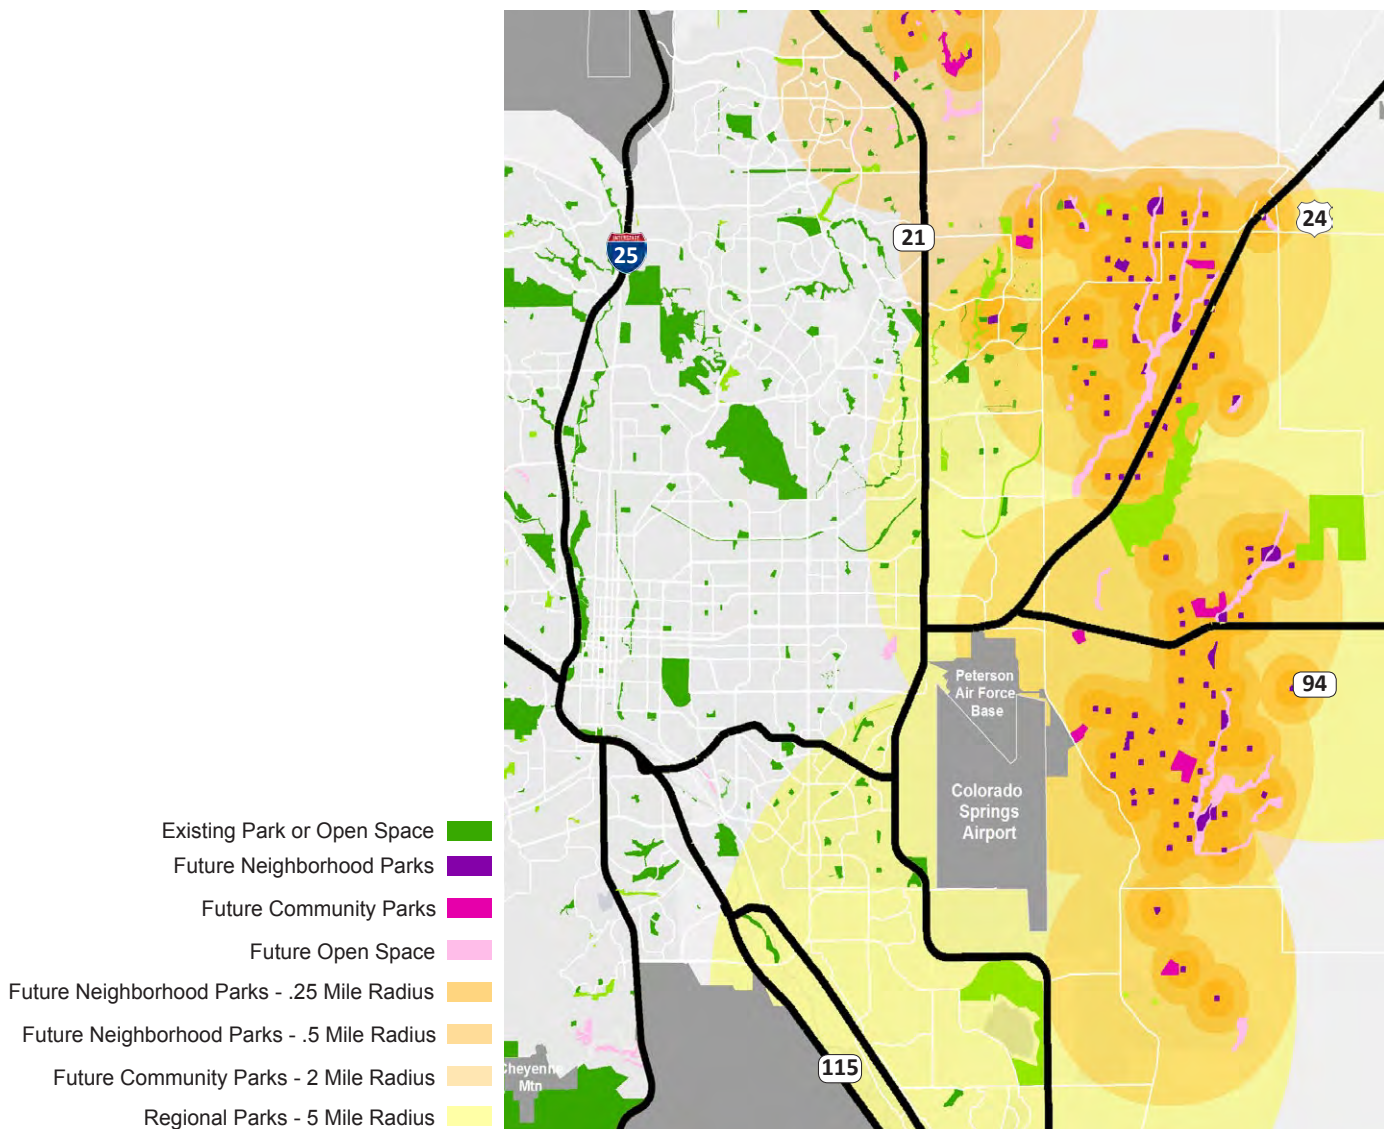 INTERSTATE
25
21
24
Peterson
Air Force
Base
94
Colorado
Springs
Airport
115
Cheyenne
Mtn
Existing Park or Open Space
Future Neighborhood Parks
Future Community Parks
Future Open Space
Future Neighborhood Parks - .25 Mile Radius
Future Neighborhood Parks - .5 Mile Radius
Future Community Parks - 2 Mile Radius
Regional Parks - 5 Mile Radius